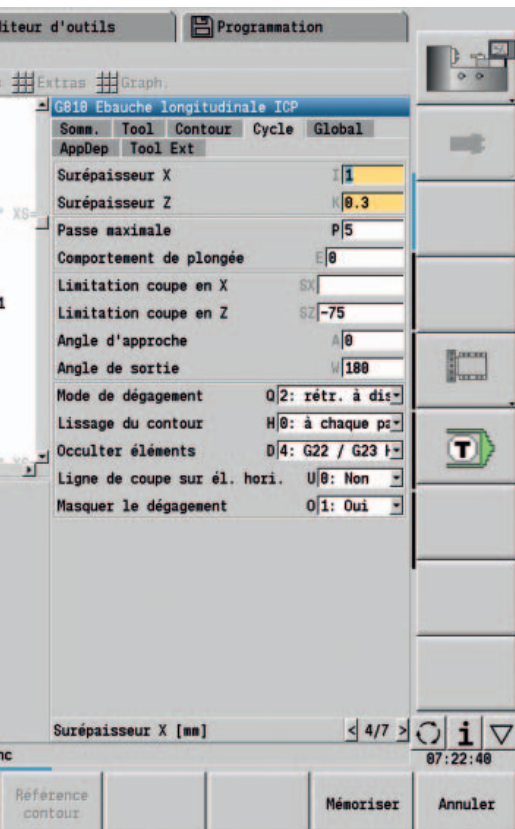 diteur d'outils
Programmation
Extras
Graph.
G810 Ebauche longitudinale ICP
Somm. Tool Contour Cycle Global
AppDep Tool Ext
Surépaisseur X I 1
Surépaisseur Z K 0.3
XS=
Passe maximale P 5
Comportement de plongée E 0
Limitation coupe en X SX
Limitation coupe en Z SZ -75
Angle d'approche A 0
Angle de sortie W 180
Mode de dégagement Q 2: rétr. à dis
Lissage du contour H 0: à chaque pa
Occulter éléments D 4: G22 / G23
Ligne de coupe sur él. hori. U 0: Non
Masquer le dégagement O 1: Oui
T
Surépaisseur X [mm] < 4/7 >
i
07:22:40
nc
Référence contour
Mémoriser
Annuler